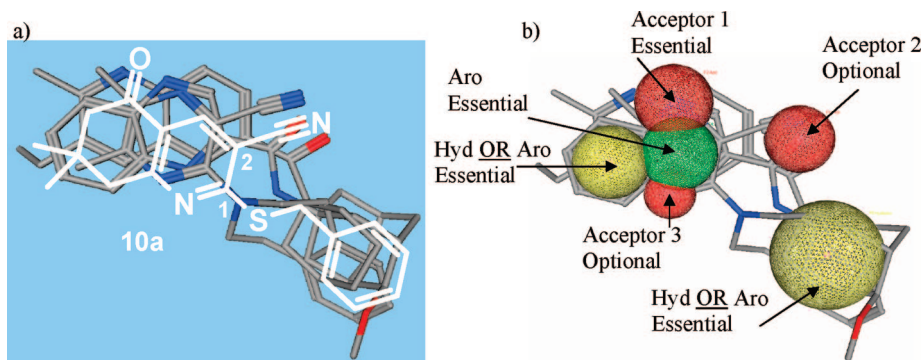 a)
O
N
2
N
1
S
10a
b)
Acceptor 1
Essential
Acceptor 2
Optional
Aro
Essential
Hyd OR Aro
Essential
Acceptor 3
Optional
Hyd OR Aro
Essential